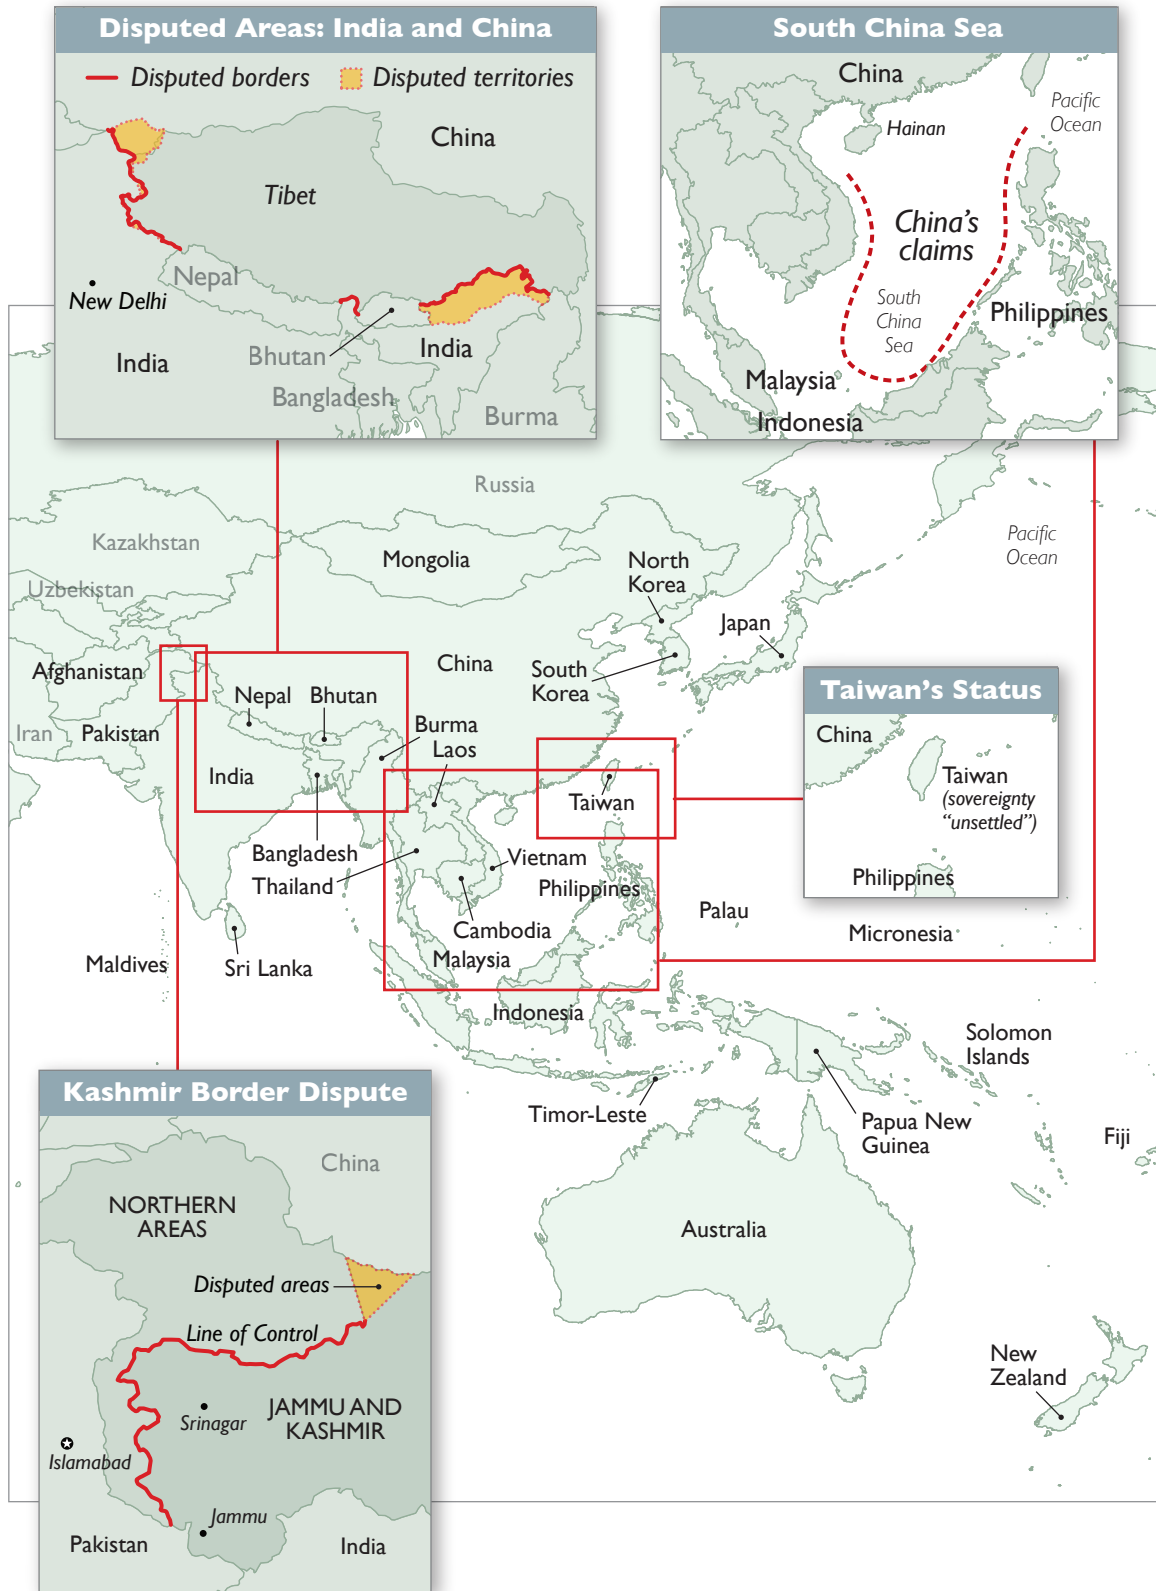 Disputed Areas: India and China
Disputed borders
Disputed territories
China
Tibet
Nepal
New Delhi
India
Bhutan
India
Bangladesh
Burma
South China Sea
China
Pacific
Ocean
Hainan
China’s
claims
South
China
Sea
Philippines
Malaysia
Indonesia
Russia
Kazakhstan
Mongolia
Uzbekistan
North
Korea
Japan
Pacific
Ocean
Afghanistan
China
South
Korea
Nepal
Bhutan
Iran
Pakistan
Burma
Laos
India
Taiwan
Bangladesh
Vietnam
Thailand
Philippines
Cambodia
Palau
Micronesia
Maldives
Sri Lanka
Malaysia
Indonesia
Solomon
Islands
Timor-Leste
Papua New
Guinea
Fiji
Australia
New
Zealand
Taiwan’s Status
China
Taiwan
(sovereignty
“unsettled”)
Philippines
Kashmir Border Dispute
China
NORTHERN
AREAS
Disputed areas
Line of Control
JAMMU AND
KASHMIR
Srinagar
Islamabad
Jammu
Pakistan
India